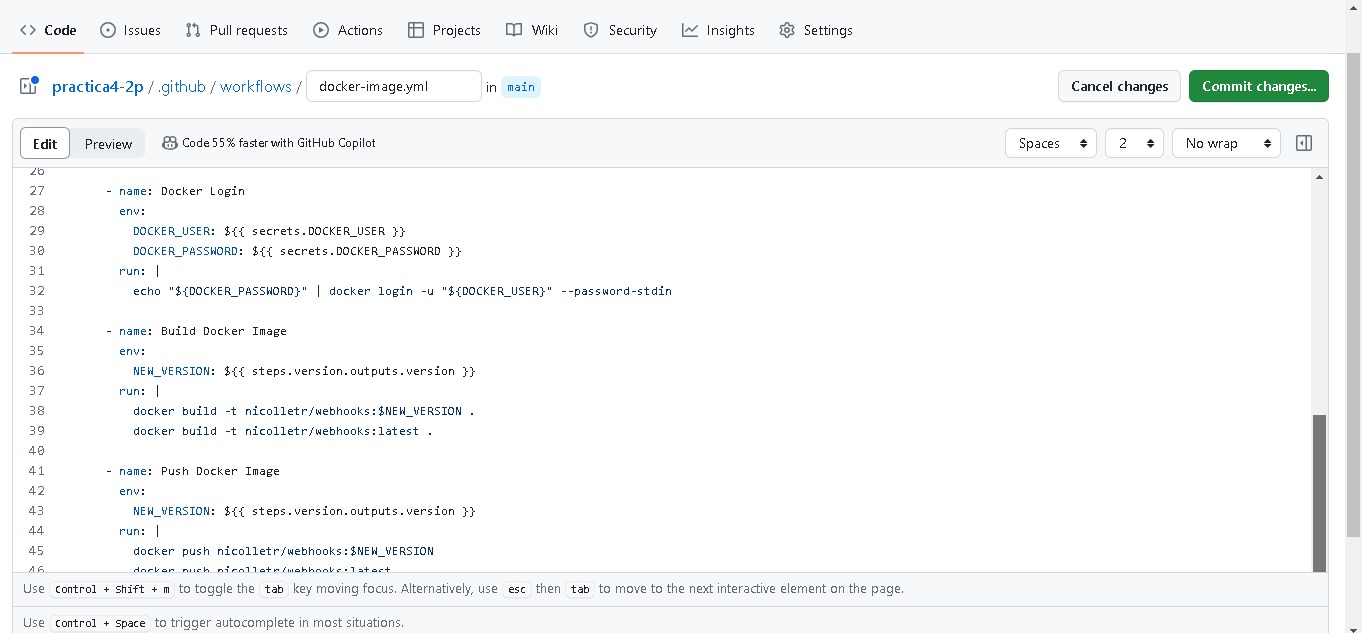 Code Issues Pull requests Actions Projects Wiki Security Insights Settings
practica4-2p / .github / workflows / docker-image.yml in main Cancel changes Commit changes...
Edit Preview Code 55% faster with GitHub Copilot Spaces 2 No wrap
26
27 - name: Docker Login
28 env:
29 DOCKER_USER: ${{ secrets.DOCKER_USER }}
30 DOCKER_PASSWORD: ${{ secrets.DOCKER_PASSWORD }}
31 run: |
32 echo "${DOCKER_PASSWORD}" | docker login -u "${DOCKER_USER}" --password-stdin
33
34 - name: Build Docker Image
35 env:
36 NEW_VERSION: ${{ steps.version.outputs.version }}
37 run: |
38 docker build -t nicolletr/webhooks:$NEW_VERSION .
39 docker build -t nicolletr/webhooks:latest .
40
41 - name: Push Docker Image
42 env:
43 NEW_VERSION: ${{ steps.version.outputs.version }}
44 run: |
45 docker push nicolletr/webhooks:$NEW_VERSION
46 docker push nicolletr/webhooks:latest
Use Control + Shift + m to toggle the tab key moving focus. Alternatively, use esc then tab to move to the next interactive element on the page.
Use Control + Space to trigger autocomplete in most situations.